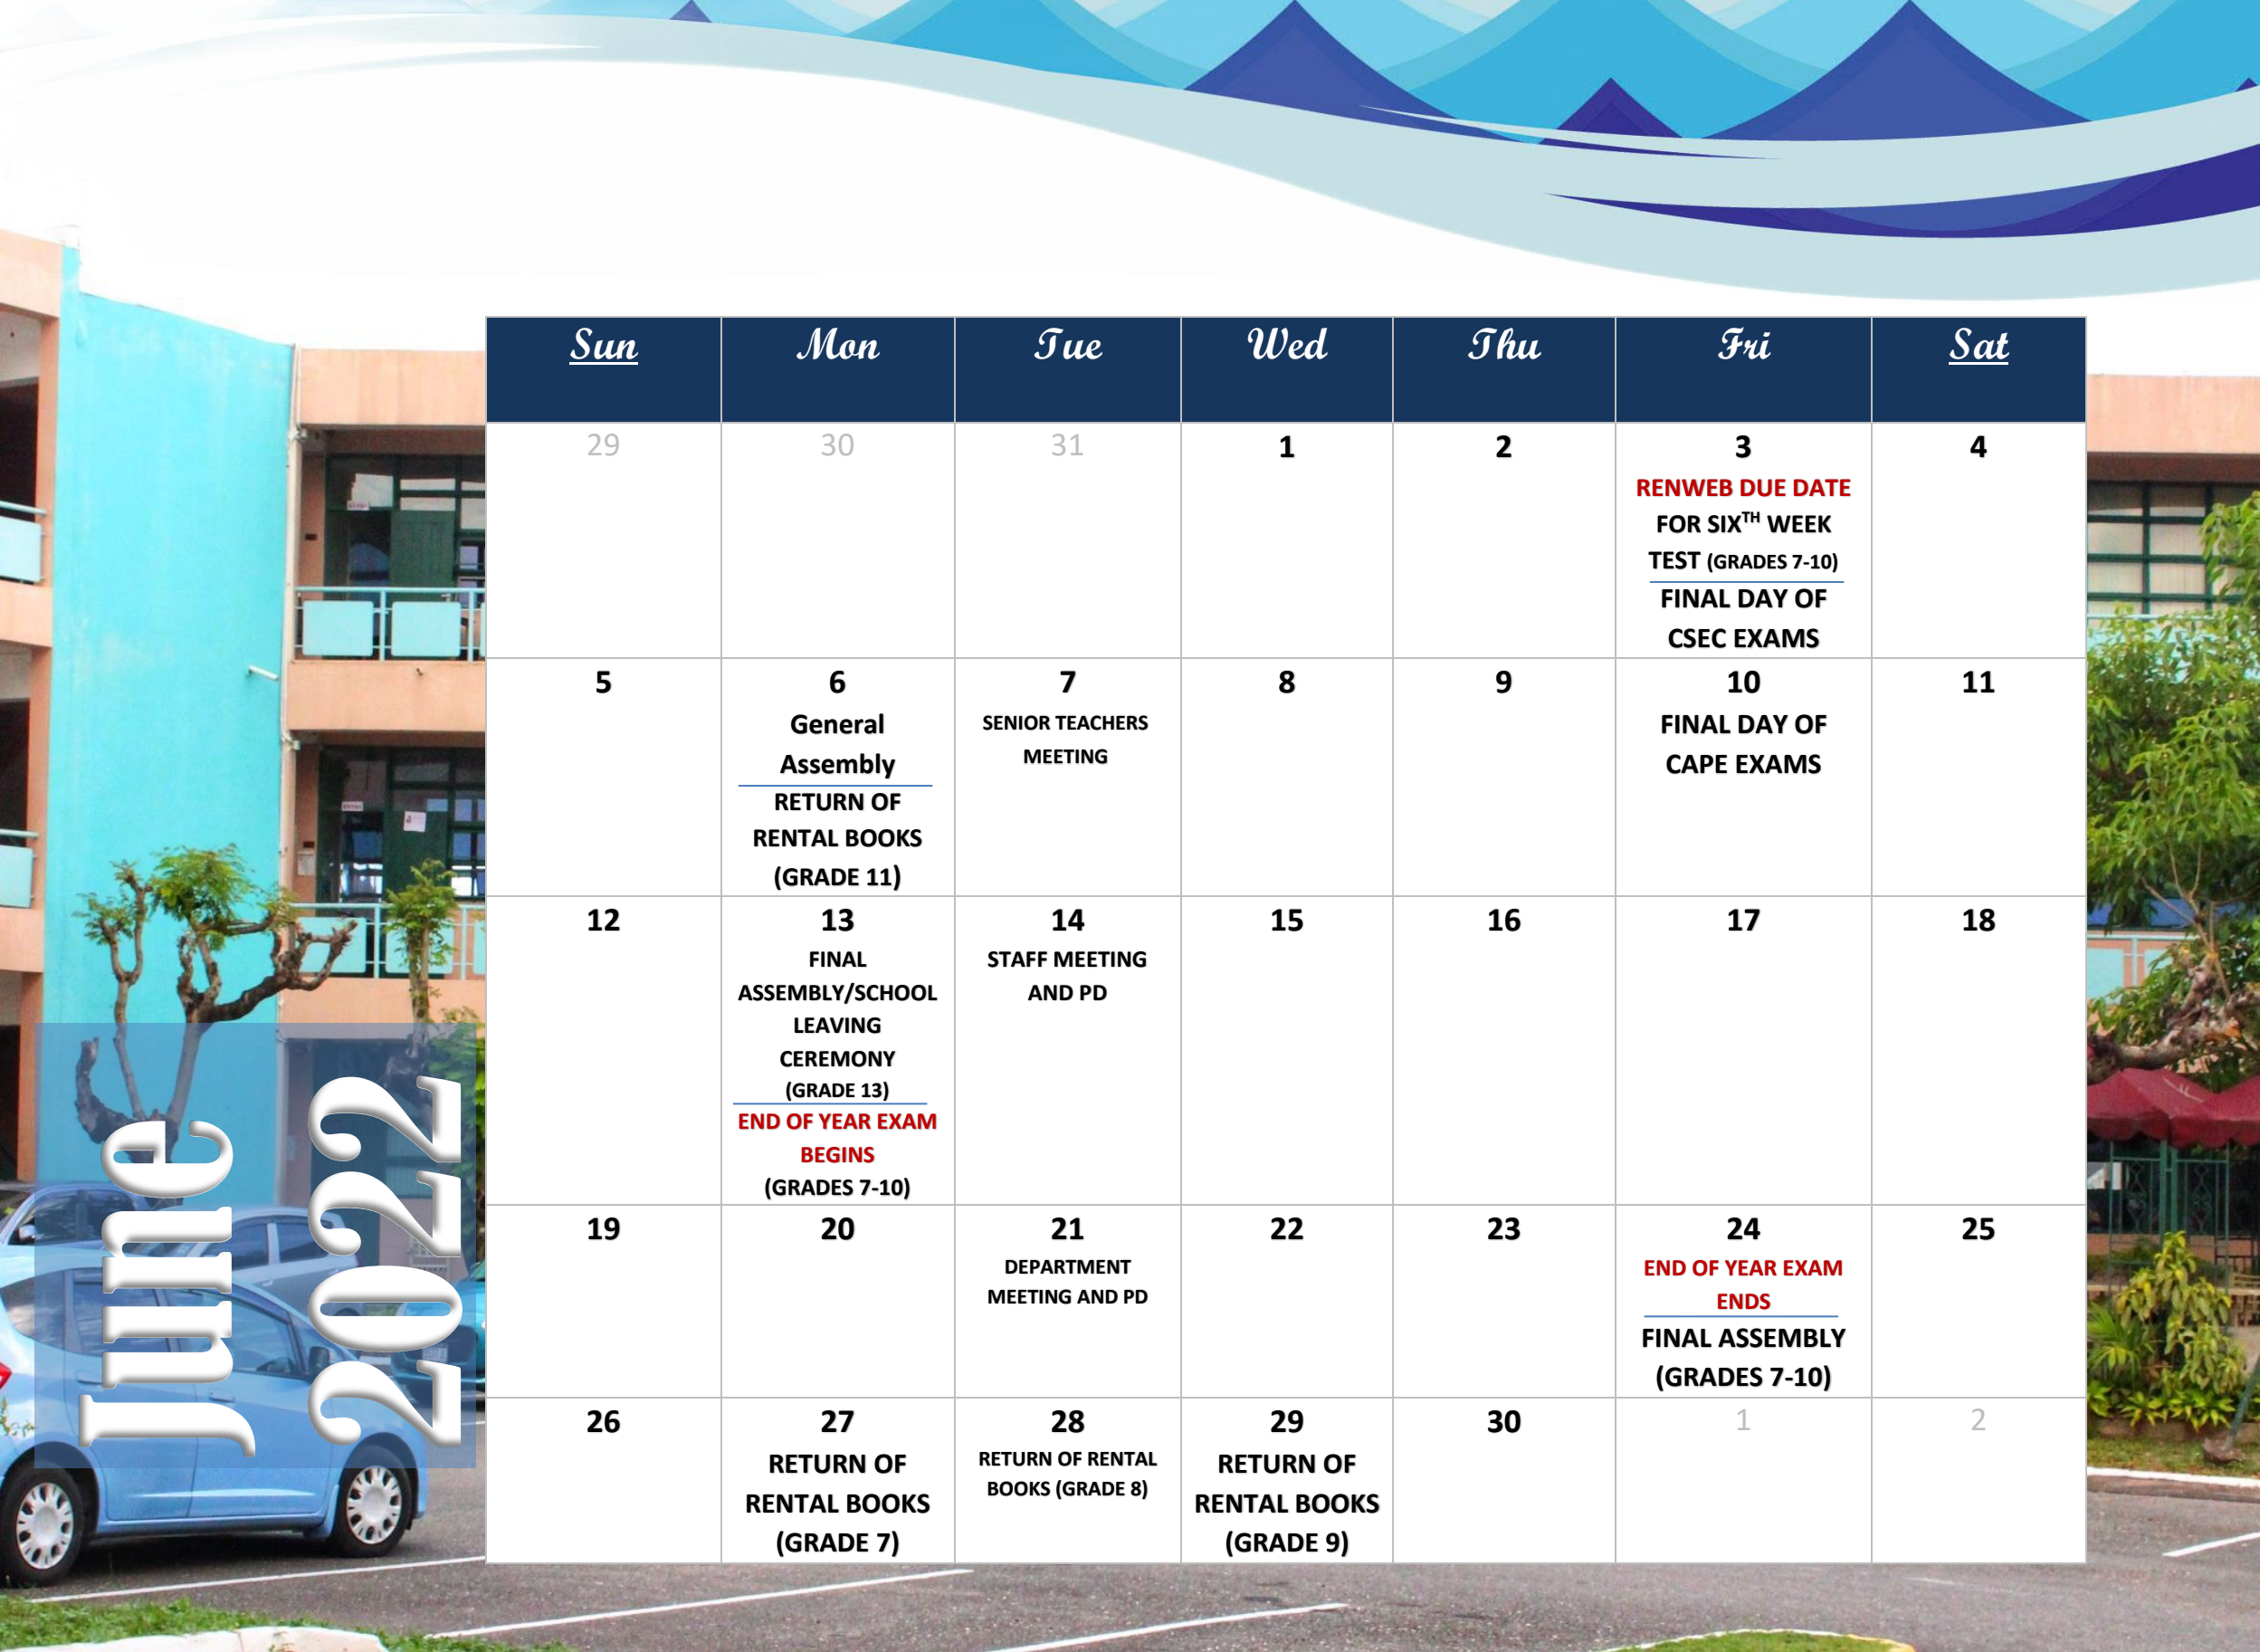 Sun Mon Tue Wed Thu Fri Sat
29 30 31 1 2 3 4
RENWEB DUE DATE
FOR SIXTH WEEK
TEST (GRADES 7-10)
FINAL DAY OF
CSEC EXAMS
5 6 7 8 9 10 11
General
Assembly
RETURN OF
RENTAL BOOKS
(GRADE 11)
SENIOR TEACHERS
MEETING
FINAL DAY OF
CAPE EXAMS
12 13 14 15 16 17 18
FINAL
ASSEMBLY/SCHOOL
LEAVING
CEREMONY
(GRADE 13)
END OF YEAR EXAM
BEGINS
(GRADES 7-10)
STAFF MEETING
AND PD
19 20 21 22 23 24 25
DEPARTMENT
MEETING AND PD
END OF YEAR EXAM
ENDS
FINAL ASSEMBLY
(GRADES 7-10)
26 27 28 29 30 1 2
RETURN OF
RENTAL BOOKS
(GRADE 7)
RETURN OF RENTAL
BOOKS (GRADE 8)
RETURN OF
RENTAL BOOKS
(GRADE 9)
June
2022